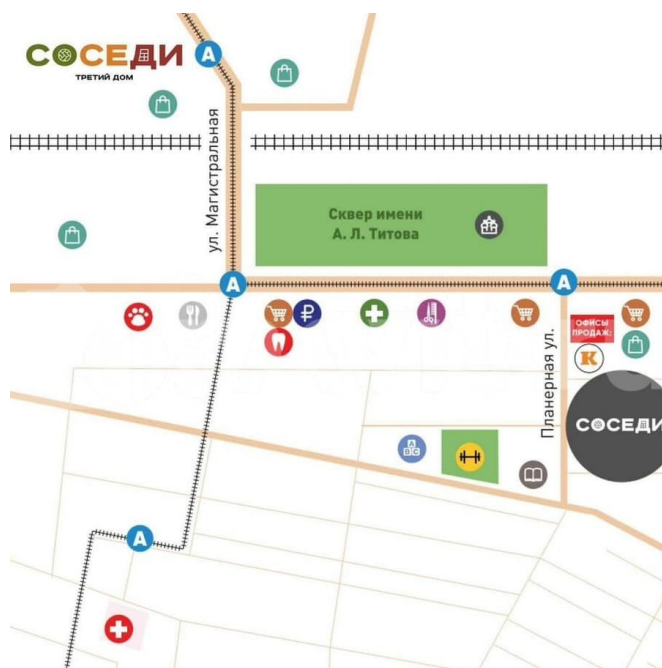 СОСЕДИ
ТРЕТИЙ ДОМ
А
ул. Магистральная
Сквер имени
А. Л. Титова
А
А
₽
ОФИСЫ
ПРОДАЖ:
К
Планерная ул.
СОСЕДИ
A
B C
А